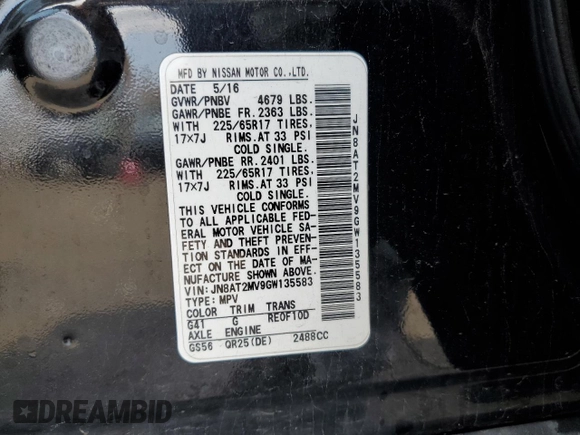 MFD BY NISSAN MOTOR CO.,LTD.
DATE 5/16
GVWR/PNBV 4679 LBS.
GAWR/PNBE FR. 2363 LBS.
WITH 225/65R17 TIRES.
17×7J RIMS. AT 33 PSI
COLD SINGLE.
GAWR/PNBE RR. 2401 LBS.
WITH 225/65R17 TIRES.
17×7J RIMS. AT 33 PSI
COLD SINGLE.
THIS VEHICLE CONFORMS
TO ALL APPLICABLE FED-
ERAL MOTOR VEHICLE SA-
FETY AND THEFT PREVEN-
TION STANDARDS IN EFF-
ECT ON THE DATE OF MA-
NUFACTURE SHOWN ABOVE.
VIN: JN8AT2MV9GW135583
TYPE: MPV
COLOR TRIM TRANS
G41 G RE0F10D
AXLE ENGINE
GS56 QR25(DE) 2488CC
JN8AT2MV9GW135583
DREAMBID